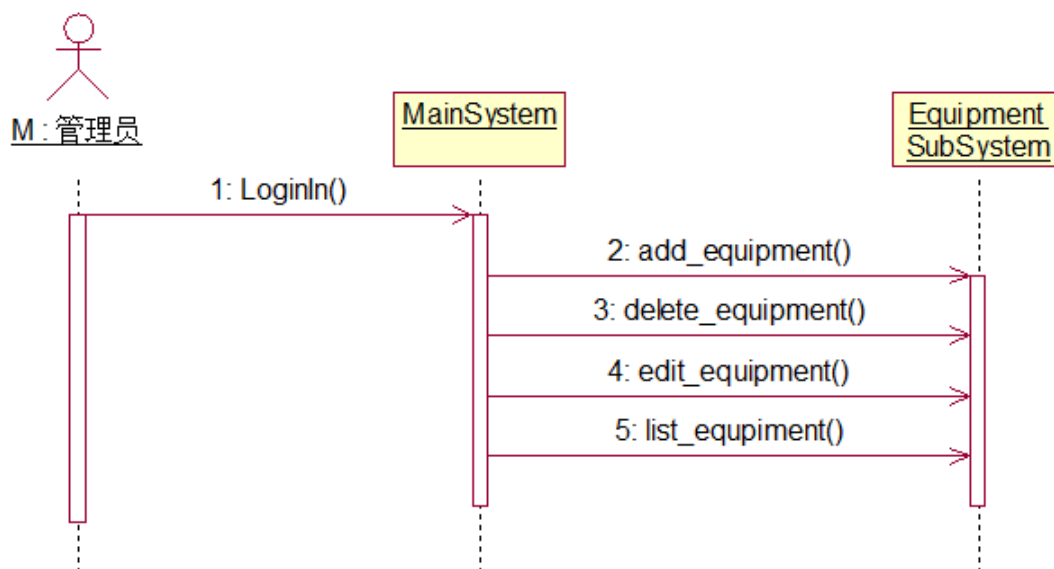 M : 管理员
MainSystem
Equipment
SubSystem
1: LoginIn()
2: add_equipment()
3: delete_equipment()
4: edit_equipment()
5: list_equpiment()